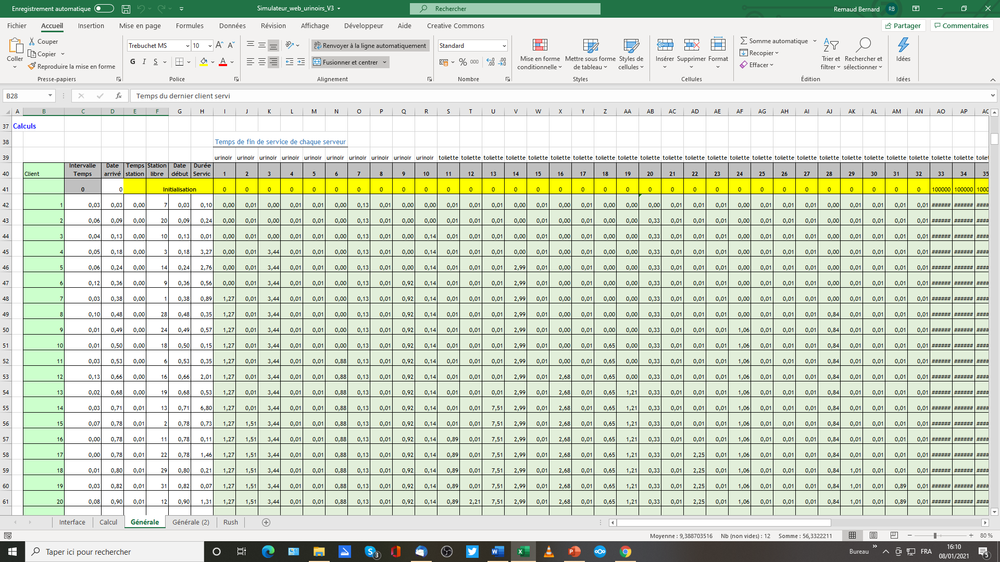 Enregistrement automatique
Simulateur_web_urinoirs_V3
Rechercher
Remaud Bernard
RB
Fichier Accueil Insertion Mise en page Formules Données Révision Affichage Développeur Aide Creative Commons
Partager Commentaires
Coller
Couper
Copier
Reproduire la mise en forme
Presse-papiers
Trebuchet MS 10
G I S
Police
Renvoyer à la ligne automatiquement
Fusionner et centrer
Alignement
Standard
% 000
Nombre
Mise en forme conditionnelle
Mettre sous forme de tableau
Styles de cellules
Styles
Insérer Supprimer Format
Cellules
Somme automatique
Recopier
Effacer
Trier et filtrer
Rechercher et sélectionner
Édition
Idées
Idées
B28 fx Temps du dernier client servi
A B C D E F G H I J K L M N O P Q R S T U V W X Y Z AA AB AC AD AE AF AG AH AI AJ AK AL AM AN AO AP AQ
37 Calculs
38 Temps de fin de service de chaque serveur
39 urinoir urinoir urinoir urinoir urinoir urinoir urinoir urinoir urinoir urinoir toilette toilette toilette toilette toilette toilette toilette toilette toilette toilette toilette toilette toilette toilette toilette toilette toilette toilette toilette toilette toilette toilette toilette toilette toilet
40 Client Intervalle Temps Date arrivé Temps station Station libre Date début Durée Servic 1 2 3 4 5 6 7 8 9 10 11 12 13 14 15 16 17 18 19 20 21 22 23 24 25 26 27 28 29 30 31 32 33 34 35
41 0 0 Initialisation 0 0 0 0 0 0 0 0 0 0 0 0 0 0 0 0 0 0 0 0 0 0 0 0 0 0 0 0 0 0 0 0 100000 100000 1000
42 1 0,03 0,03 0,00 7 0,03 0,10 0,00 0,01 0,00 0,01 0,01 0,00 0,13 0,01 0,00 0,00 0,01 0,01 0,01 0,00 0,01 0,00 0,01 0,00 0,00 0,00 0,01 0,01 0,01 0,00 0,01 0,01 0,01 0,00 0,01 0,01 0,01 0,01 ###### ###### ####
43 2 0,06 0,09 0,00 20 0,09 0,24 0,00 0,01 0,00 0,01 0,01 0,00 0,13 0,01 0,00 0,00 0,01 0,01 0,01 0,00 0,01 0,00 0,01 0,00 0,00 0,33 0,01 0,01 0,01 0,00 0,01 0,01 0,01 0,00 0,01 0,01 0,01 0,01 ###### ###### ####
44 3 0,04 0,13 0,00 10 0,13 0,01 0,00 0,01 0,00 0,01 0,01 0,00 0,13 0,01 0,00 0,14 0,01 0,01 0,01 0,00 0,01 0,00 0,01 0,00 0,00 0,33 0,01 0,01 0,01 0,00 0,01 0,01 0,01 0,00 0,01 0,01 0,01 0,01 ###### ###### ####
45 4 0,05 0,18 0,00 3 0,18 3,27 0,00 0,01 3,44 0,01 0,01 0,00 0,13 0,01 0,00 0,14 0,01 0,01 0,01 0,00 0,01 0,00 0,01 0,00 0,00 0,33 0,01 0,01 0,01 0,00 0,01 0,01 0,01 0,00 0,01 0,01 0,01 0,01 ###### ###### ####
46 5 0,06 0,24 0,00 14 0,24 2,76 0,00 0,01 3,44 0,01 0,01 0,00 0,13 0,01 0,00 0,14 0,01 0,01 0,01 2,99 0,01 0,00 0,01 0,00 0,00 0,33 0,01 0,01 0,01 0,00 0,01 0,01 0,01 0,00 0,01 0,01 0,01 0,01 ###### ###### ####
47 6 0,12 0,36 0,00 9 0,36 0,56 0,00 0,01 3,44 0,01 0,01 0,00 0,13 0,01 0,92 0,14 0,01 0,01 0,01 2,99 0,01 0,00 0,01 0,00 0,00 0,33 0,01 0,01 0,01 0,00 0,01 0,01 0,01 0,00 0,01 0,01 0,01 0,01 ###### ###### ####
48 7 0,03 0,38 0,00 1 0,38 0,89 1,27 0,01 3,44 0,01 0,01 0,00 0,13 0,01 0,92 0,14 0,01 0,01 0,01 2,99 0,01 0,00 0,01 0,00 0,00 0,33 0,01 0,01 0,01 0,00 0,01 0,01 0,01 0,00 0,01 0,01 0,01 0,01 ###### ###### ####
49 8 0,10 0,48 0,00 28 0,48 0,35 1,27 0,01 3,44 0,01 0,01 0,00 0,13 0,01 0,92 0,14 0,01 0,01 0,01 2,99 0,01 0,00 0,01 0,00 0,00 0,33 0,01 0,01 0,01 0,00 0,01 0,01 0,01 0,84 0,01 0,01 0,01 0,01 ###### ###### ####
50 9 0,01 0,49 0,00 24 0,49 0,57 1,27 0,01 3,44 0,01 0,01 0,00 0,13 0,01 0,92 0,14 0,01 0,01 0,01 2,99 0,01 0,00 0,01 0,00 0,00 0,33 0,01 0,01 0,01 1,06 0,01 0,01 0,01 0,84 0,01 0,01 0,01 0,01 ###### ###### ####
51 10 0,01 0,50 0,00 18 0,50 0,15 1,27 0,01 3,44 0,01 0,01 0,00 0,13 0,01 0,92 0,14 0,01 0,01 0,01 2,99 0,01 0,00 0,01 0,65 0,00 0,33 0,01 0,01 0,01 1,06 0,01 0,01 0,01 0,84 0,01 0,01 0,01 0,01 ###### ###### ####
52 11 0,03 0,53 0,00 6 0,53 0,35 1,27 0,01 3,44 0,01 0,01 0,88 0,13 0,01 0,92 0,14 0,01 0,01 0,01 2,99 0,01 0,00 0,01 0,65 0,00 0,33 0,01 0,01 0,01 1,06 0,01 0,01 0,01 0,84 0,01 0,01 0,01 0,01 ###### ###### ####
53 12 0,13 0,66 0,00 16 0,66 2,01 1,27 0,01 3,44 0,01 0,01 0,88 0,13 0,01 0,92 0,14 0,01 0,01 0,01 2,99 0,01 2,68 0,01 0,65 0,00 0,33 0,01 0,01 0,01 1,06 0,01 0,01 0,01 0,84 0,01 0,01 0,01 0,01 ###### ###### ####
54 13 0,02 0,68 0,00 19 0,68 0,53 1,27 0,01 3,44 0,01 0,01 0,88 0,13 0,01 0,92 0,14 0,01 0,01 0,01 2,99 0,01 2,68 0,01 0,65 1,21 0,33 0,01 0,01 0,01 1,06 0,01 0,01 0,01 0,84 0,01 0,01 0,01 0,01 ###### ###### ####
55 14 0,03 0,71 0,01 13 0,71 6,80 1,27 0,01 3,44 0,01 0,01 0,88 0,13 0,01 0,92 0,14 0,01 0,01 7,51 2,99 0,01 2,68 0,01 0,65 1,21 0,33 0,01 0,01 0,01 1,06 0,01 0,01 0,01 0,84 0,01 0,01 0,01 0,01 ###### ###### ####
56 15 0,07 0,78 0,01 2 0,78 0,73 1,27 1,51 3,44 0,01 0,01 0,88 0,13 0,01 0,92 0,14 0,01 0,01 7,51 2,99 0,01 2,68 0,01 0,65 1,21 0,33 0,01 0,01 0,01 1,06 0,01 0,01 0,01 0,84 0,01 0,01 0,01 0,01 ###### ###### ####
57 16 0,00 0,78 0,01 11 0,78 0,11 1,27 1,51 3,44 0,01 0,01 0,88 0,13 0,01 0,92 0,14 0,89 0,01 7,51 2,99 0,01 2,68 0,01 0,65 1,21 0,33 0,01 0,01 0,01 1,06 0,01 0,01 0,01 0,84 0,01 0,01 0,01 0,01 ###### ###### ####
58 17 0,00 0,78 0,01 22 0,78 1,46 1,27 1,51 3,44 0,01 0,01 0,88 0,13 0,01 0,92 0,14 0,89 0,01 7,51 2,99 0,01 2,68 0,01 0,65 1,21 0,33 0,01 2,25 0,01 1,06 0,01 0,01 0,01 0,84 0,01 0,01 0,01 0,01 ###### ###### ####
59 18 0,01 0,80 0,01 29 0,80 0,21 1,27 1,51 3,44 0,01 0,01 0,88 0,13 0,01 0,92 0,14 0,89 0,01 7,51 2,99 0,01 2,68 0,01 0,65 1,21 0,33 0,01 2,25 0,01 1,06 0,01 0,01 0,01 0,84 1,01 0,01 0,01 0,01 ###### ###### ####
60 19 0,03 0,82 0,01 31 0,82 0,07 1,27 1,51 3,44 0,01 0,01 0,88 0,13 0,01 0,92 0,14 0,89 0,01 7,51 2,99 0,01 2,68 0,01 0,65 1,21 0,33 0,01 2,25 0,01 1,06 0,01 0,01 0,01 0,84 1,01 0,01 0,89 0,01 ###### ###### ####
61 20 0,08 0,90 0,01 12 0,90 1,31 1,27 1,51 3,44 0,01 0,01 0,88 0,13 0,01 0,92 0,14 0,89 2,21 7,51 2,99 0,01 2,68 0,01 0,65 1,21 0,33 0,01 2,25 0,01 1,06 0,01 0,01 0,01 0,84 1,01 0,01 0,89 0,01 ###### ###### ####
Interface Calcul Générale Générale (2) Rush
Moyenne : 9,388703516 Nb (non vides) : 12 Somme : 56,3322211 80 %
Taper ici pour rechercher
3
Bureau FRA
16:10
08/01/2021
5